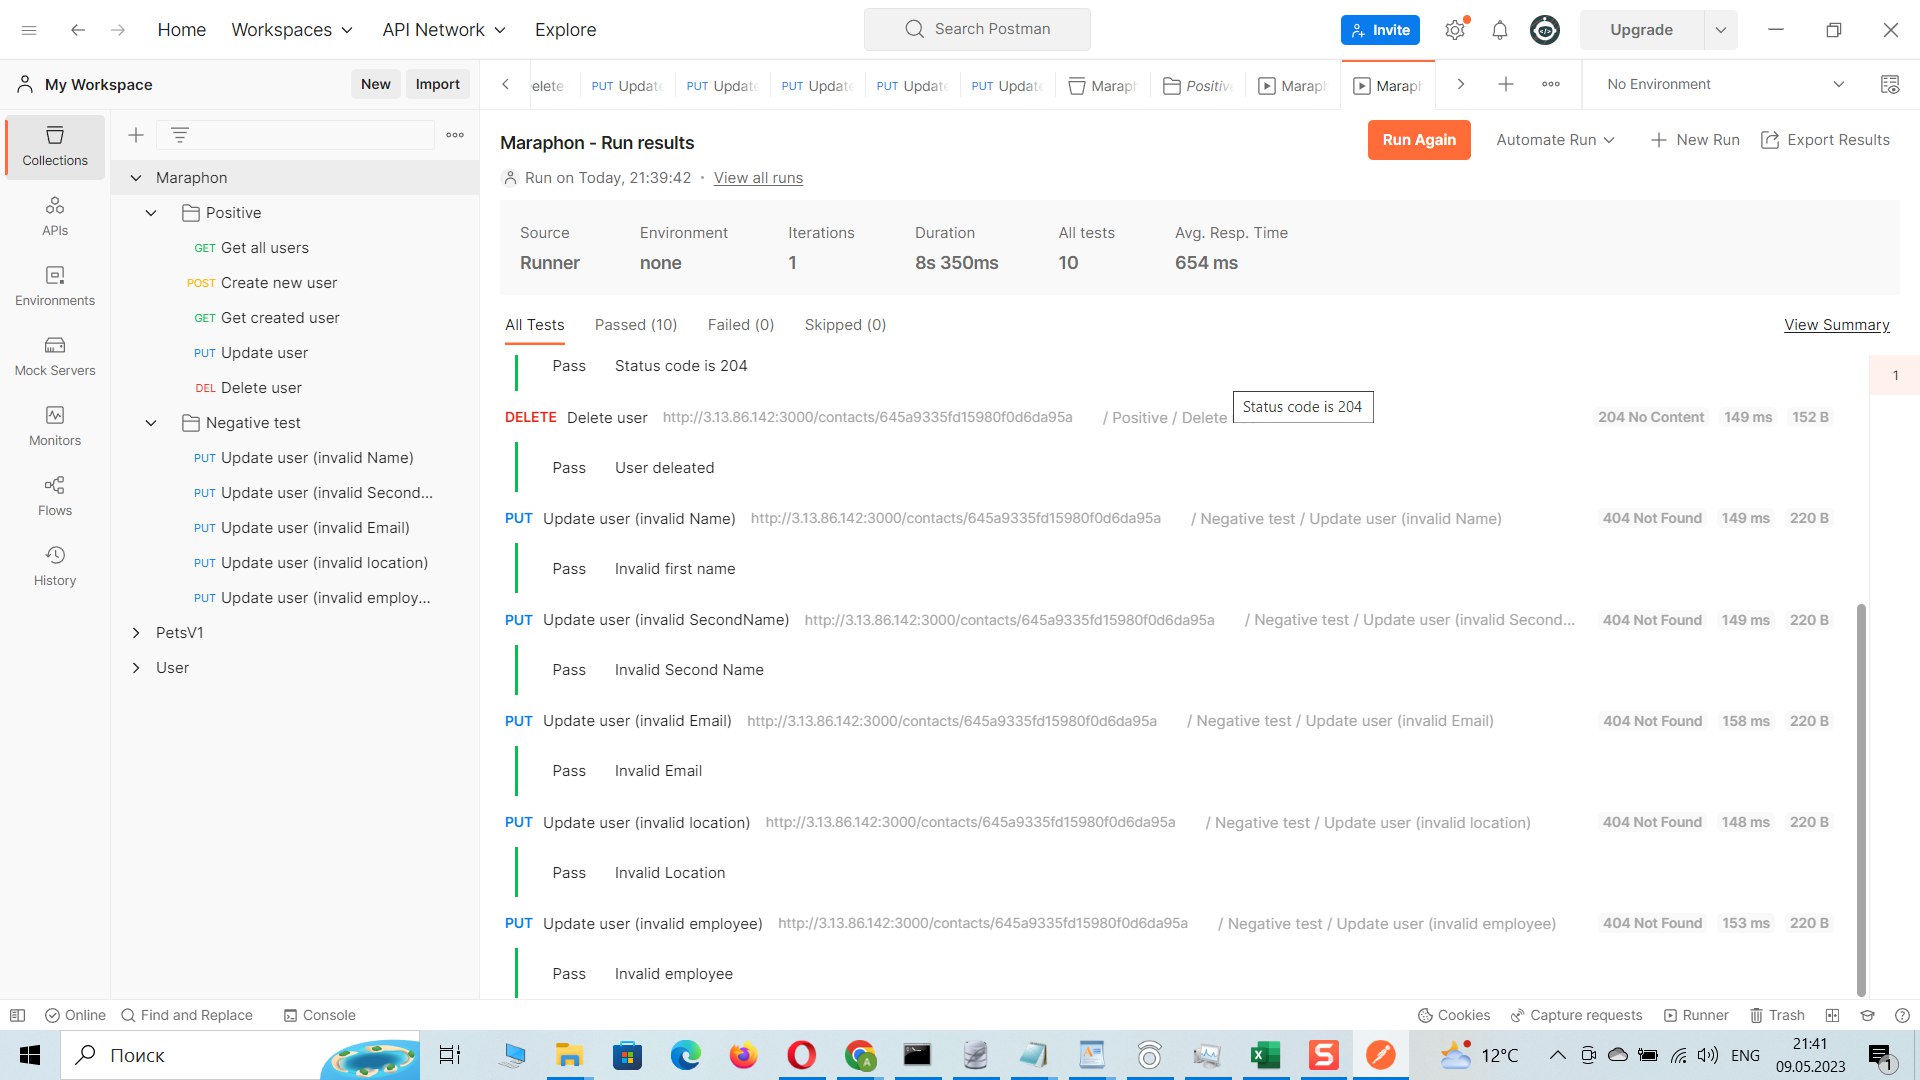 Home Workspaces API Network Explore Search Postman Invite Upgrade
My Workspace New Import elete PUT Update PUT Update PUT Update PUT Update PUT Update Maraph Positive Maraph Maraph No Environment
Collections
APIs
Environments
Mock Servers
Monitors
Flows
History
Maraphon
Positive
GET Get all users
POST Create new user
GET Get created user
PUT Update user
DEL Delete user
Negative test
PUT Update user (invalid Name)
PUT Update user (invalid Second...
PUT Update user (invalid Email)
PUT Update user (invalid location)
PUT Update user (invalid employ...
PetsV1
User
Maraphon - Run results
Run Again Automate Run New Run Export Results
Run on Today, 21:39:42 · View all runs
Source Environment Iterations Duration All tests Avg. Resp. Time
Runner none 1 8s 350ms 10 654 ms
All Tests Passed (10) Failed (0) Skipped (0) View Summary
Pass Status code is 204
1
Status code is 204
DELETE Delete user http://3.13.86.142:3000/contacts/645a9335fd15980f0d6da95a / Positive / Delete 204 No Content 149 ms 152 B
Pass User deleated
PUT Update user (invalid Name) http://3.13.86.142:3000/contacts/645a9335fd15980f0d6da95a / Negative test / Update user (invalid Name) 404 Not Found 149 ms 220 B
Pass Invalid first name
PUT Update user (invalid SecondName) http://3.13.86.142:3000/contacts/645a9335fd15980f0d6da95a / Negative test / Update user (invalid Second... 404 Not Found 149 ms 220 B
Pass Invalid Second Name
PUT Update user (invalid Email) http://3.13.86.142:3000/contacts/645a9335fd15980f0d6da95a / Negative test / Update user (invalid Email) 404 Not Found 158 ms 220 B
Pass Invalid Email
PUT Update user (invalid location) http://3.13.86.142:3000/contacts/645a9335fd15980f0d6da95a / Negative test / Update user (invalid location) 404 Not Found 148 ms 220 B
Pass Invalid Location
PUT Update user (invalid employee) http://3.13.86.142:3000/contacts/645a9335fd15980f0d6da95a / Negative test / Update user (invalid employee) 404 Not Found 153 ms 220 B
Pass Invalid employee
Online Find and Replace Console Cookies Capture requests Runner Trash
Поиск 12°C ENG 21:41
09.05.2023 1